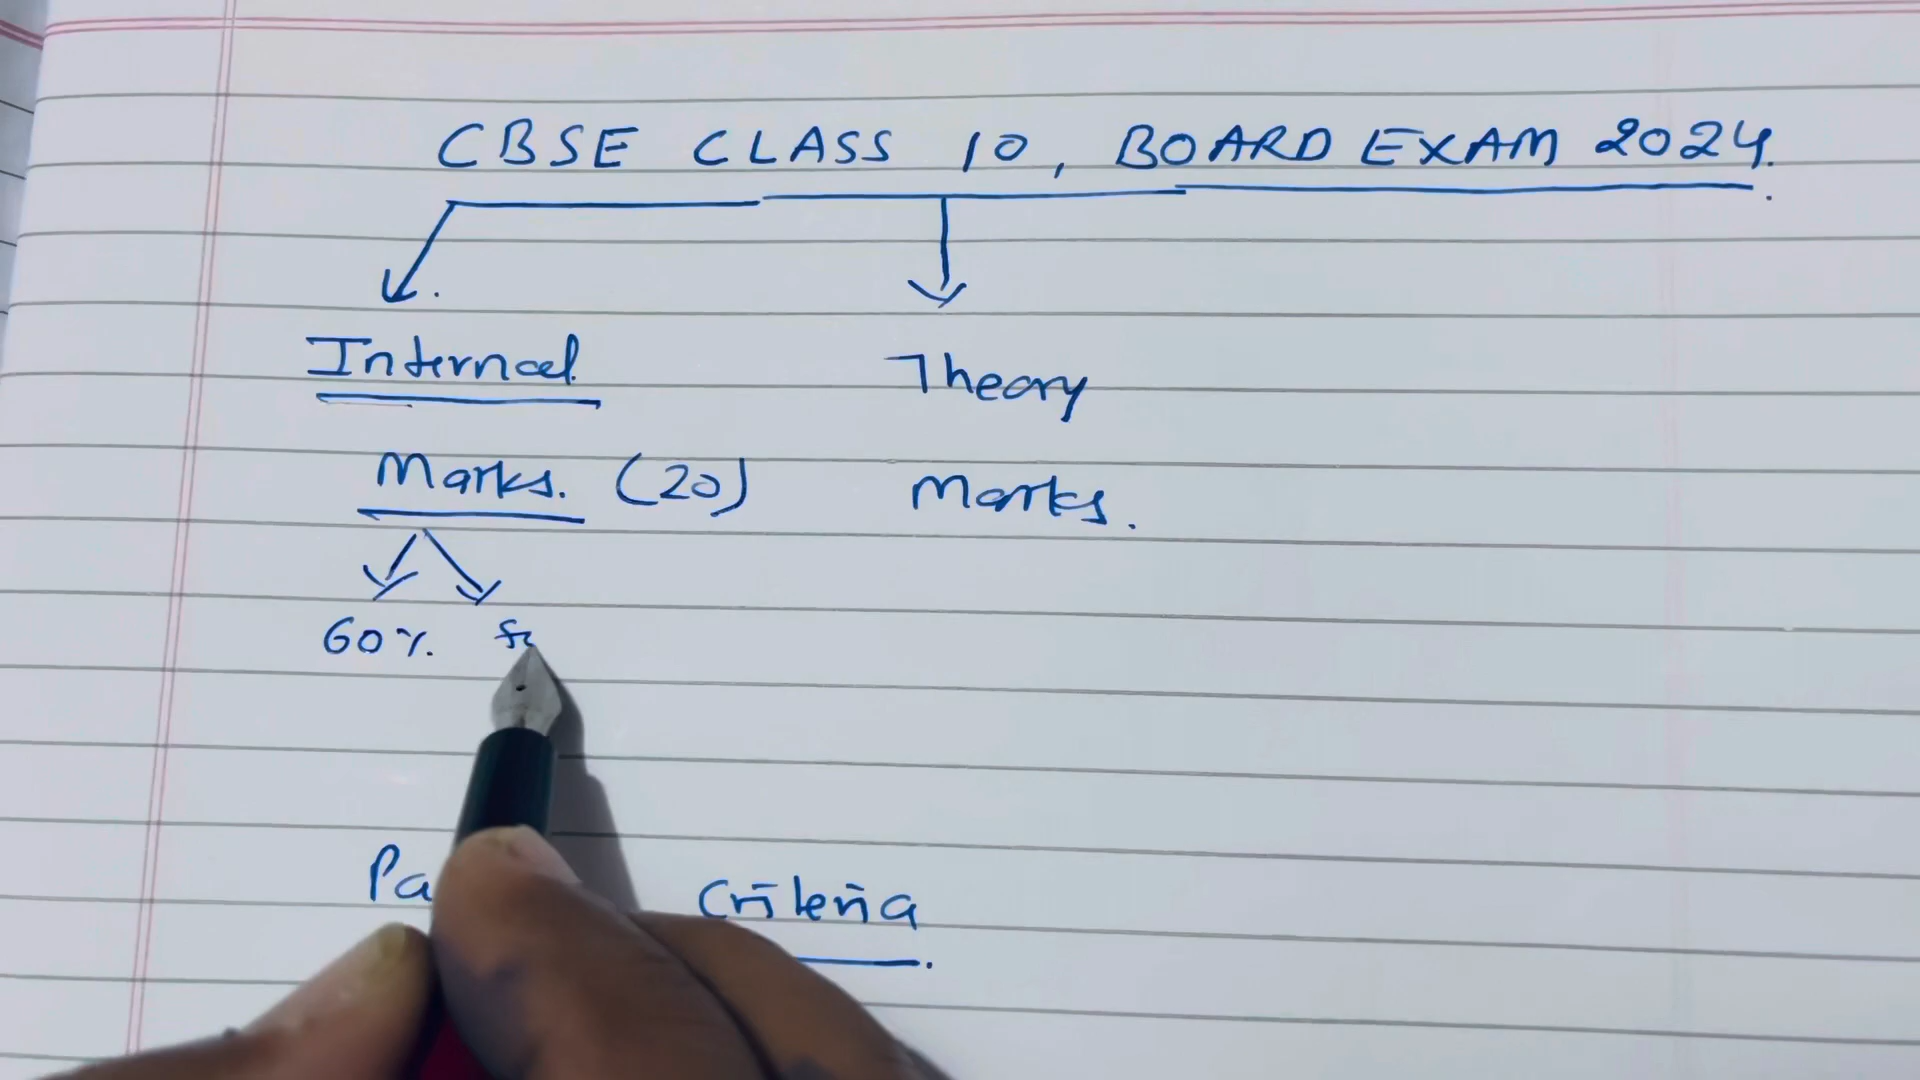 CBSE CLASS 10, BOARD EXAM 2024.
Internal Theory
Marks. (20) Marks.
60%.
Criteria